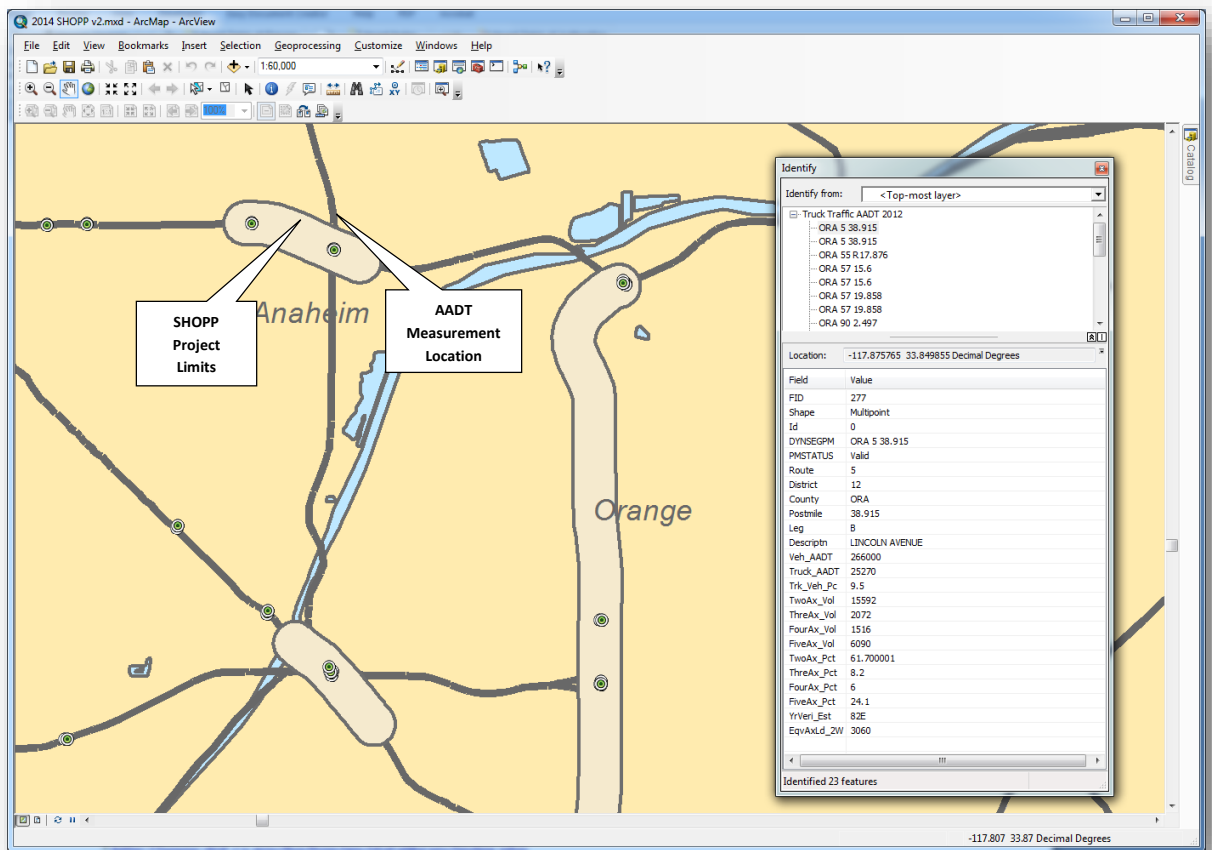 2014 SHOPP v2.mxd - ArcMap - ArcView
File Edit View Bookmarks Insert Selection Geoprocessing Customize Windows Help
1:60,000
100%
Catalog
Identify
Identify from: <Top-most layer>
Truck Traffic AADT 2012
ORA 5 38.915
ORA 5 38.915
ORA 55 R17.876
ORA 57 15.6
ORA 57 15.6
ORA 57 19.858
ORA 57 19.858
ORA 90 2.497
Location: -117.875765 33.849855 Decimal Degrees
Field Value
FID 277
Shape Multipoint
Id 0
DYNSEGPM ORA 5 38.915
PMSTATUS Valid
Route 5
District 12
County ORA
Postmile 38.915
Leg B
Descriptn LINCOLN AVENUE
Veh_AADT 266000
Truck_AADT 25270
Trk_Veh_Pc 9.5
TwoAx_Vol 15592
ThreAx_Vol 2072
FourAx_Vol 1516
FiveAx_Vol 6090
TwoAx_Pct 61.700001
ThreAx_Pct 8.2
FourAx_Pct 6
FiveAx_Pct 24.1
YrVeri_Est 82E
EqvAxLd_2W 3060
Identified 23 features
Anaheim
SHOPP
Project
Limits
AADT
Measurement
Location
Orange
-117.807 33.87 Decimal Degrees